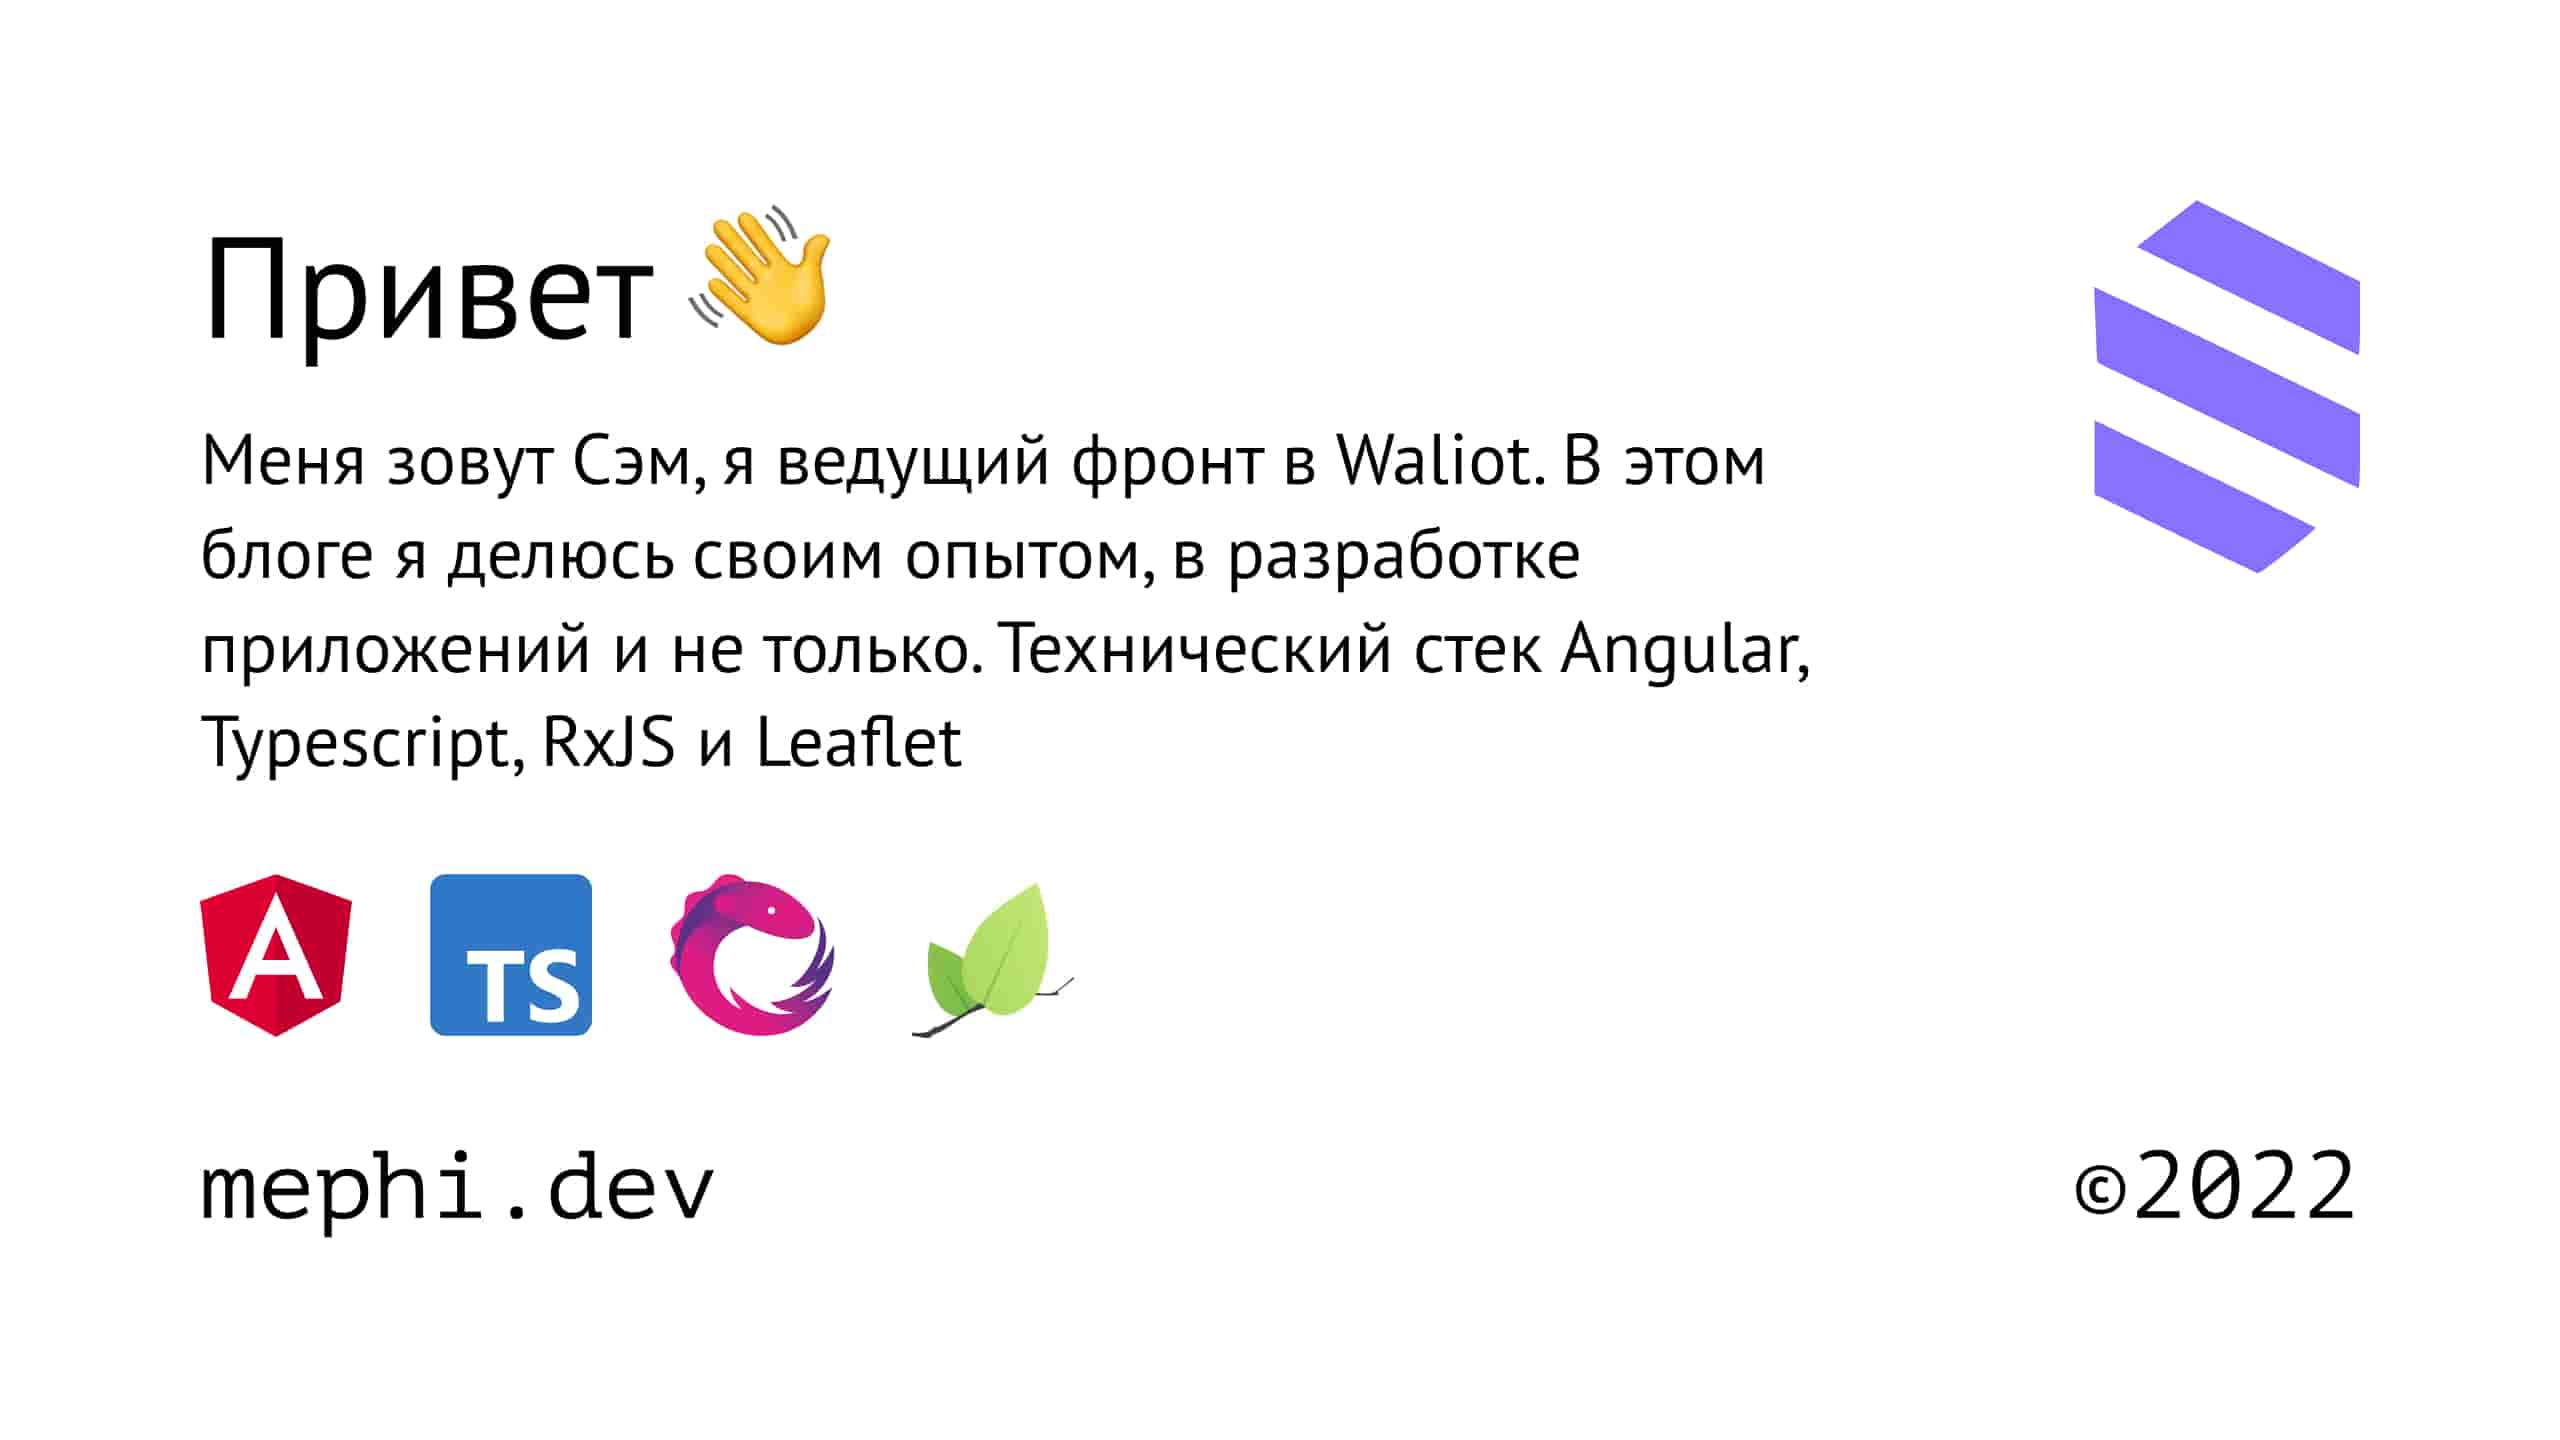 Привет 👋
Меня зовут Сэм, я ведущий фронт в Waliot. В этом
блоге я делюсь своим опытом, в разработке
приложений и не только. Технический стек Angular,
Typescript, RxJS и Leaflet
A
TS
mephi.dev
©2022